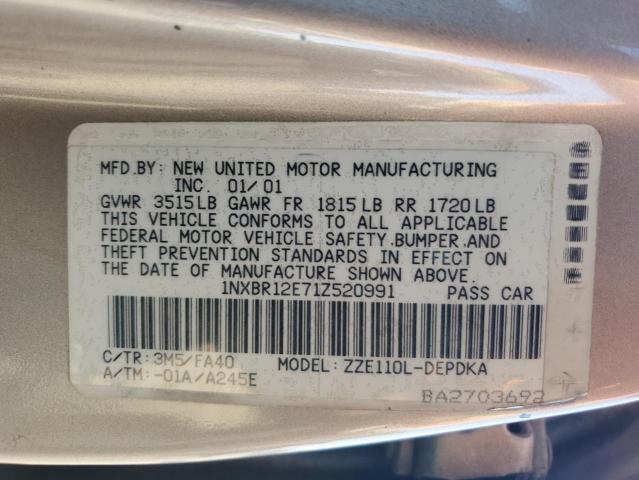 MFD.BY: NEW UNITED MOTOR MANUFACTURING
INC. 01/01
GVWR 3515LB GAWR FR 1815LB RR 1720LB
THIS VEHICLE CONFORMS TO ALL APPLICABLE
FEDERAL MOTOR VEHICLE SAFETY,BUMPER,AND
THEFT PREVENTION STANDARDS IN EFFECT ON
THE DATE OF MANUFACTURE SHOWN ABOVE.
1NXBR12E71Z520991 PASS CAR
C/TR: 3M5/FA40 MODEL: ZZE110L-DEPDKA
A/TM: -01A/A245E
BA2703692